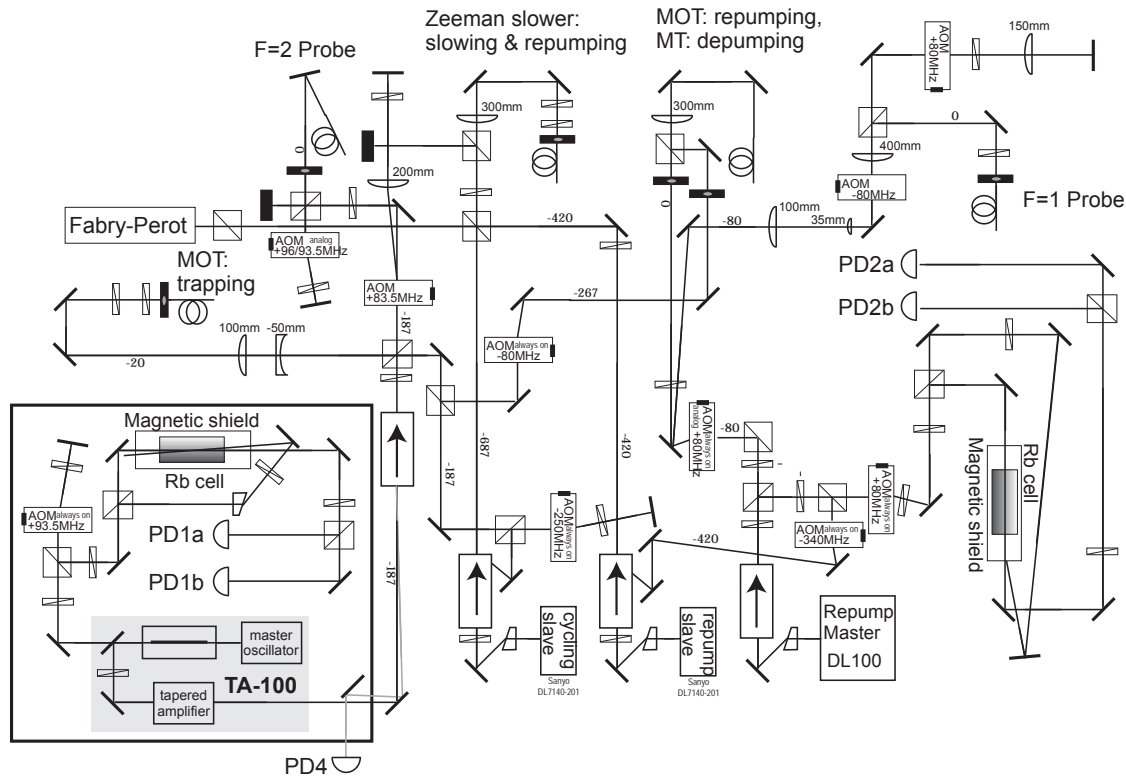 Zeeman slower:
slowing & repumping
MOT: repumping,
MT: depumping
F=2 Probe
AOM
+80MHz
150mm
300mm
300mm
0
400mm
AOM
-80MHz
F=1 Probe
0
200mm
0
Fabry-Perot
-420
-80
100mm
35mm
AOM analog
+96/93.5MHz
MOT:
trapping
AOM
+83.5MHz
-267
PD2a
PD2b
100mm
-50mm
-187
-20
AOM always on
-80MHz
Magnetic shield
Rb cell
-687
-420
-187
AOM always on
analog +80MHz
-80
-
-
AOM always on
+80MHz
Rb cell
Magnetic shield
AOM always on
+93.5MHz
PD1a
PD1b
AOM always on
-250MHz
-420
AOM always on
-340MHz
-187
master
oscillator
TA-100
tapered
amplifier
cycling
slave
Sanyo
DL7140-201
repump
slave
Sanyo
DL7140-201
Repump
Master
DL100
PD4